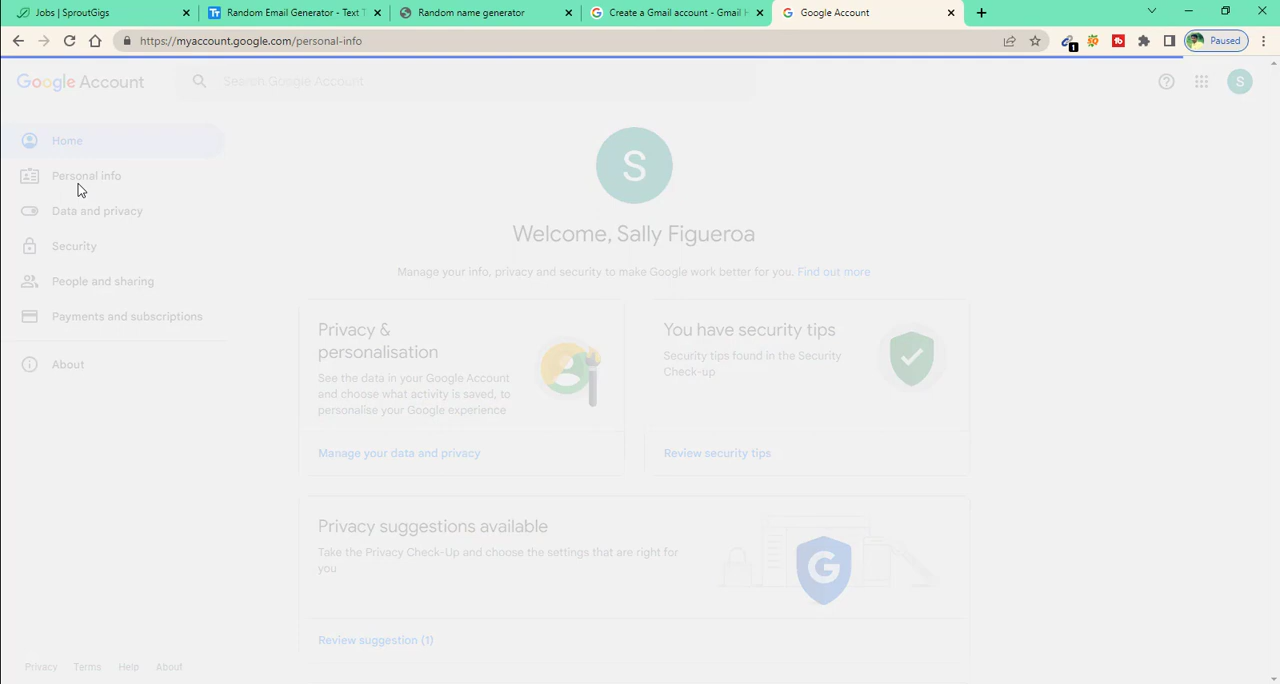 Jobs | SproutGigs
Random Email Generator - Text T
Random name generator
Create a Gmail account - Gmail H
Google Account
https://myaccount.google.com/personal-info
1
Paused
Google Account
Search Google Account
S
Home
Personal info
Data and privacy
Security
People and sharing
Payments and subscriptions
About
S
Welcome, Sally Figueroa
Manage your info, privacy and security to make Google work better for you. Find out more
Privacy &
personalisation
See the data in your Google Account
and choose what activity is saved, to
personalise your Google experience
Manage your data and privacy
You have security tips
Security tips found in the Security
Check-up
Review security tips
Privacy suggestions available
Take the Privacy Check-Up and choose the settings that are right for
you
G
Review suggestion (1)
Privacy Terms Help About